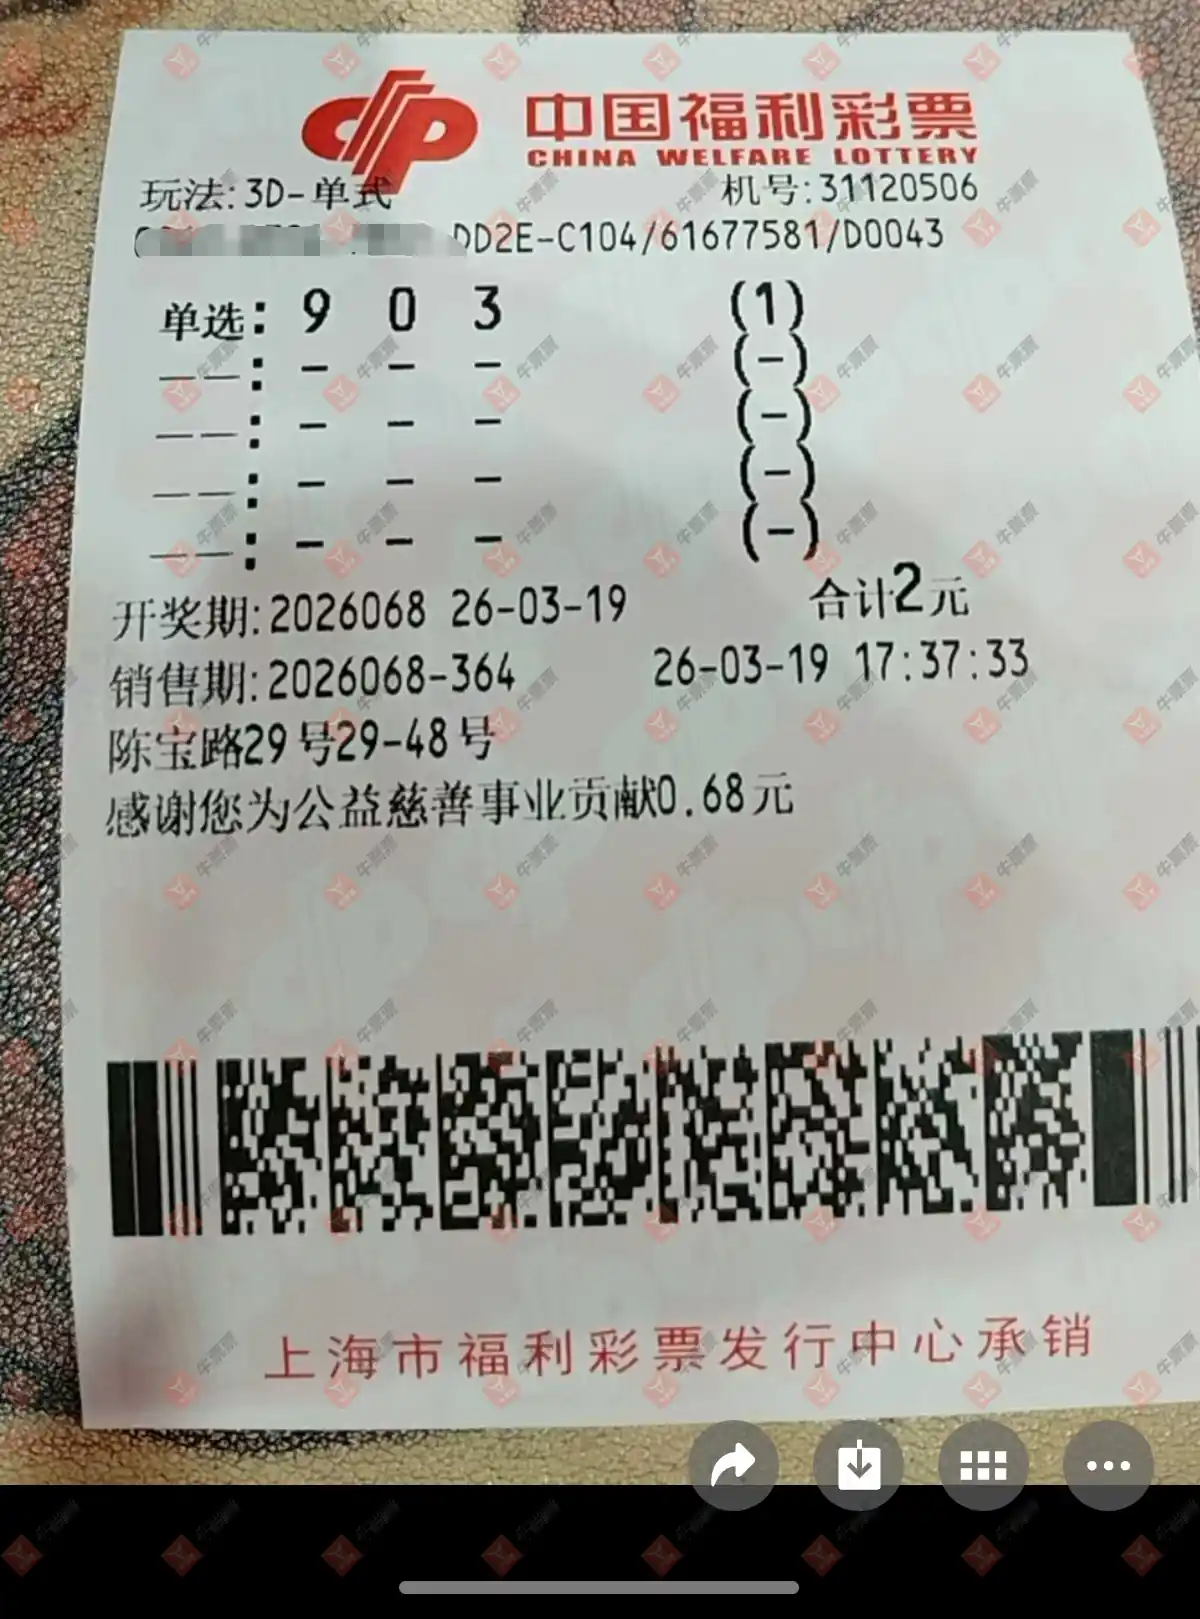 中国福利彩票
CHINA WELFARE LOTTERY
玩法:3D-单式 机号:31120506
DD2E-C104/61677581/D0043
单选: 9 0 3 (1)
——: - - - (-)
——: - - - (-)
——: - - - (-)
——: - - - (-)
开奖期:2026068 26-03-19 合计2元
销售期:2026068-364 26-03-19 17:37:33
陈宝路29号29-48号
感谢您为公益慈善事业贡献0.68元
上海市福利彩票发行中心承销
牛票票